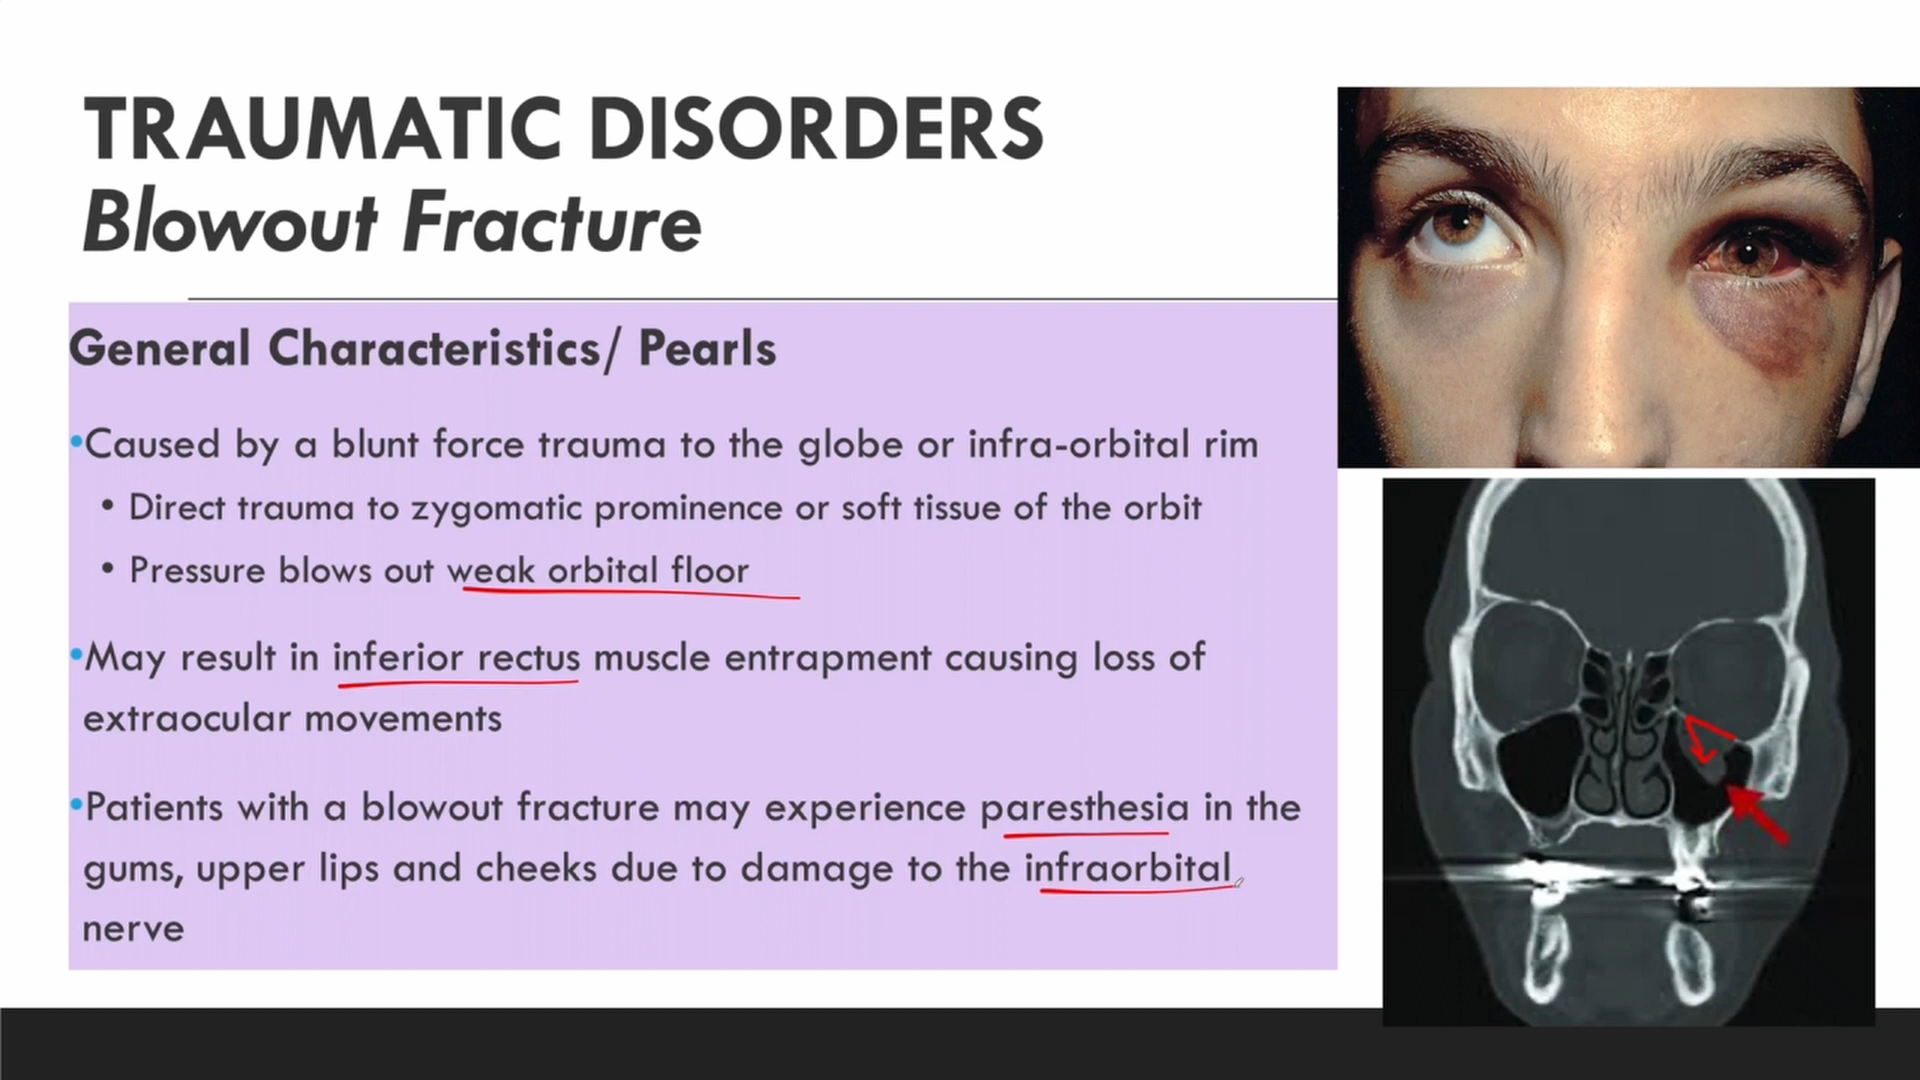 TRAUMATIC DISORDERS
Blowout Fracture
General Characteristics/ Pearls
•Caused by a blunt force trauma to the globe or infra-orbital rim
• Direct trauma to zygomatic prominence or soft tissue of the orbit
• Pressure blows out weak orbital floor
•May result in inferior rectus muscle entrapment causing loss of
extraocular movements
•Patients with a blowout fracture may experience paresthesia in the
gums, upper lips and cheeks due to damage to the infraorbital
nerve